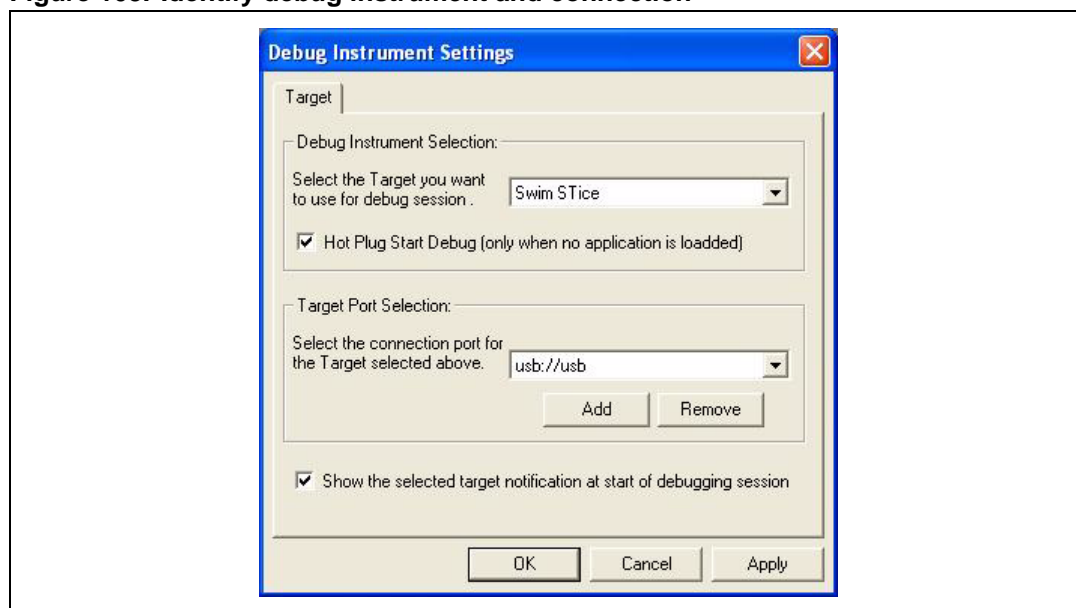 Debug Instrument Settings
Target
Debug Instrument Selection:
Select the Target you want
to use for debug session .
Swim STice
Hot Plug Start Debug (only when no application is loadded)
Target Port Selection:
Select the connection port for
the Target selected above.
usb://usb
Add
Remove
Show the selected target notification at start of debugging session
OK
Cancel
Apply